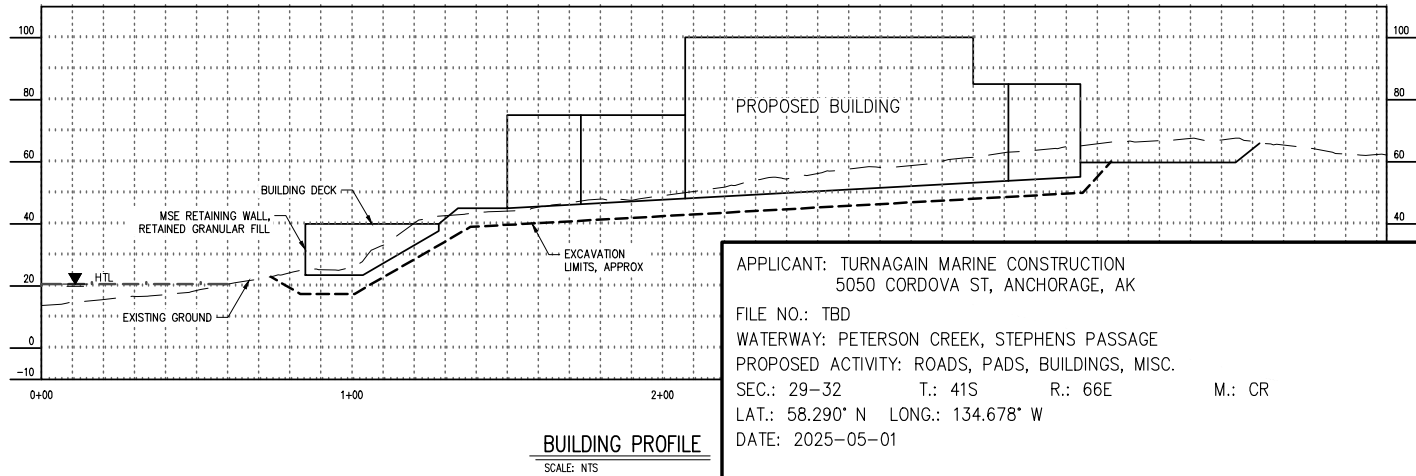 100
80
60
40
20
0
-10
100
80
60
40
PROPOSED BUILDING
BUILDING DECK
MSE RETAINING WALL,
RETAINED GRANULAR FILL
EXCAVATION
LIMITS, APPROX
HTL
EXISTING GROUND
0+00
1+00
2+00
BUILDING PROFILE
SCALE: NTS
APPLICANT: TURNAGAIN MARINE CONSTRUCTION
5050 CORDOVA ST, ANCHORAGE, AK
FILE NO.: TBD
WATERWAY: PETERSON CREEK, STEPHENS PASSAGE
PROPOSED ACTIVITY: ROADS, PADS, BUILDINGS, MISC.
SEC.: 29-32 T.: 41S R.: 66E M.: CR
LAT.: 58.290° N LONG.: 134.678° W
DATE: 2025-05-01